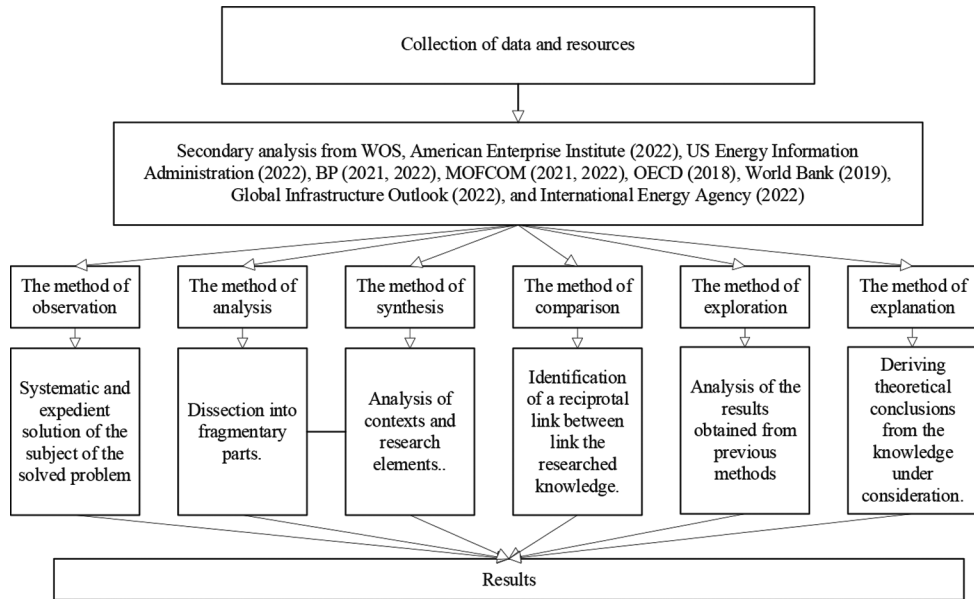 Collection of data and resources
Secondary analysis from WOS, American Enterprise Institute (2022), US Energy Information
Administration (2022), BP (2021, 2022), MOFCOM (2021, 2022), OECD (2018), World Bank (2019),
Global Infrastructure Outlook (2022), and International Energy Agency (2022)
The method of
observation
The method of
analysis
The method of
synthesis
The method of
comparison
The method of
exploration
The method of
explanation
Systematic and
expedient
solution of the
subject of the
solved problem
Dissection into
fragmentary
parts.
Analysis of
contexts and
research
elements..
Identification
of a reciprotal
link between
link the
researched
knowledge.
Analysis of the
results
obtained from
previous
methods
Deriving
theoretical
conclusions
from the
knowledge
under
consideration.
Results